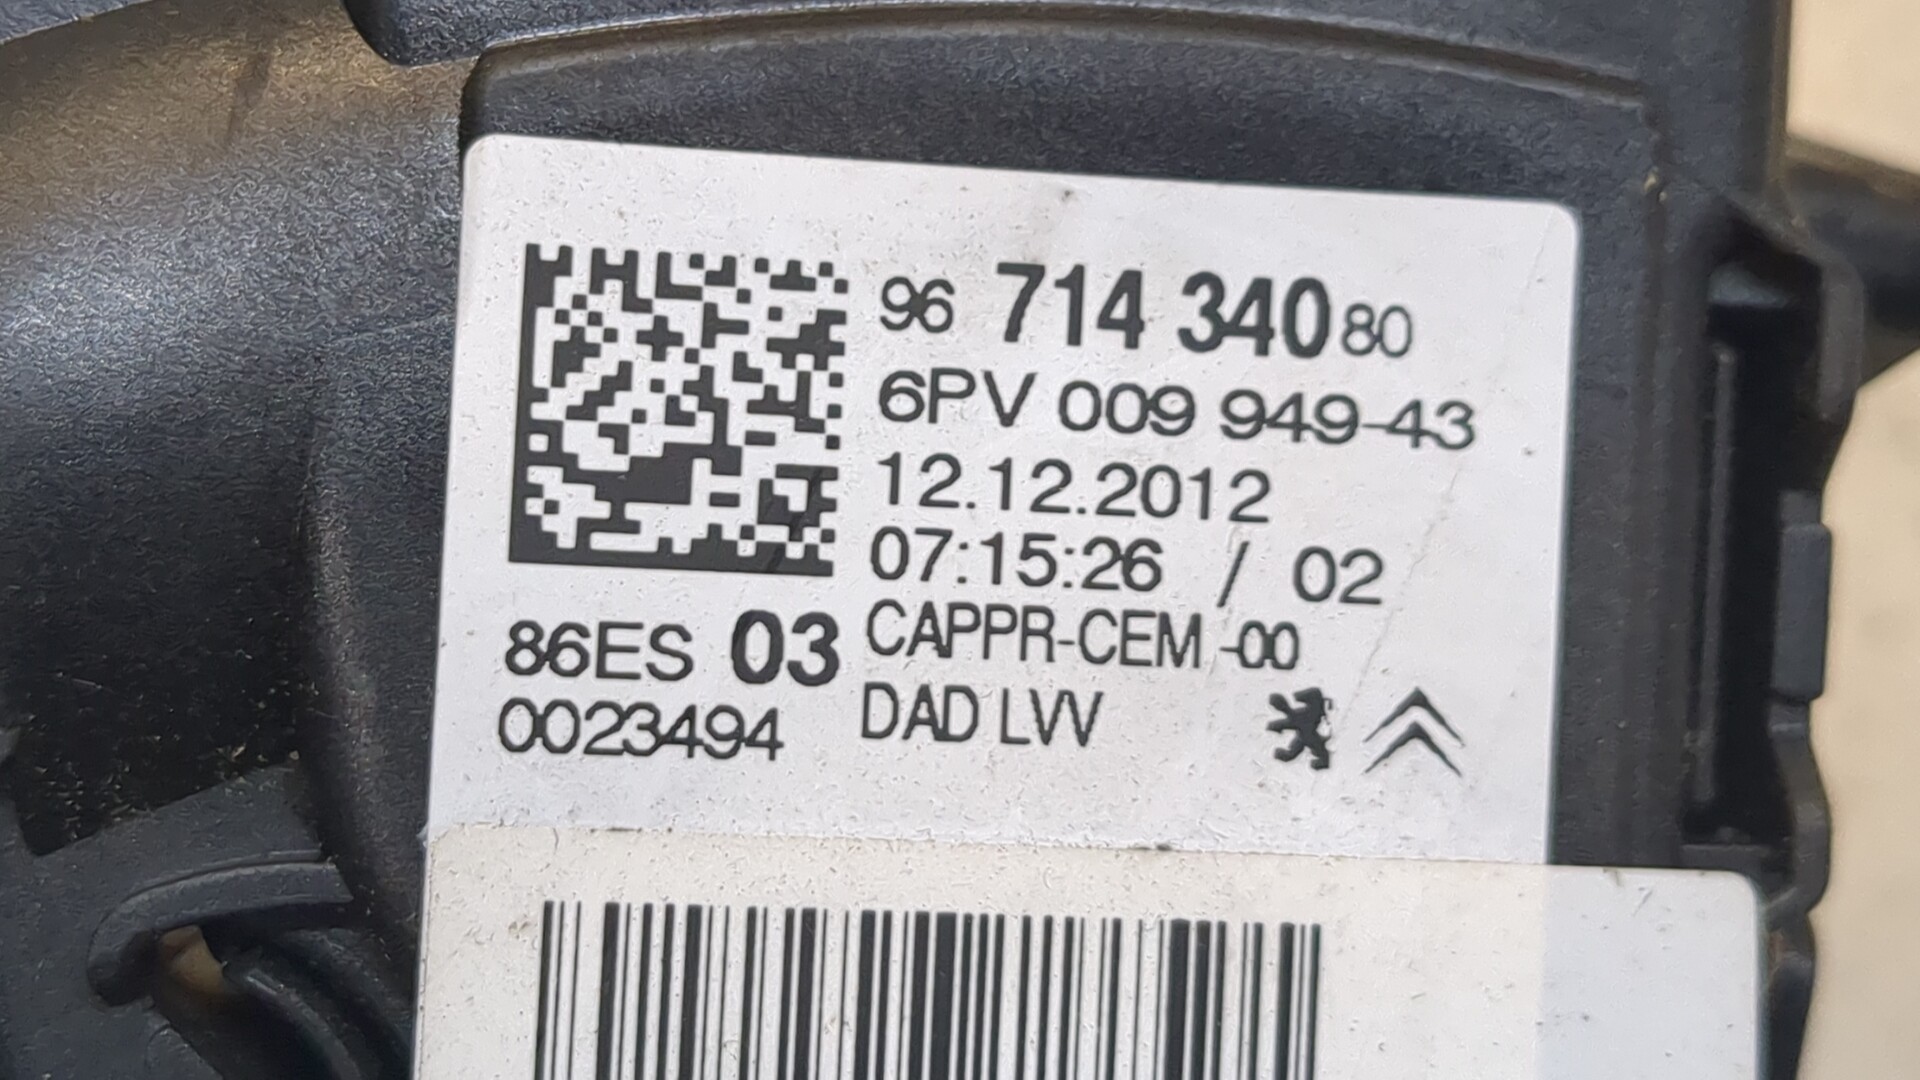 96 714 340 80
6PV 009 949-43
12.12.2012
07:15:26 / 02
86ES 03 CAPPR-CEM -00
0023494 DAD LVV